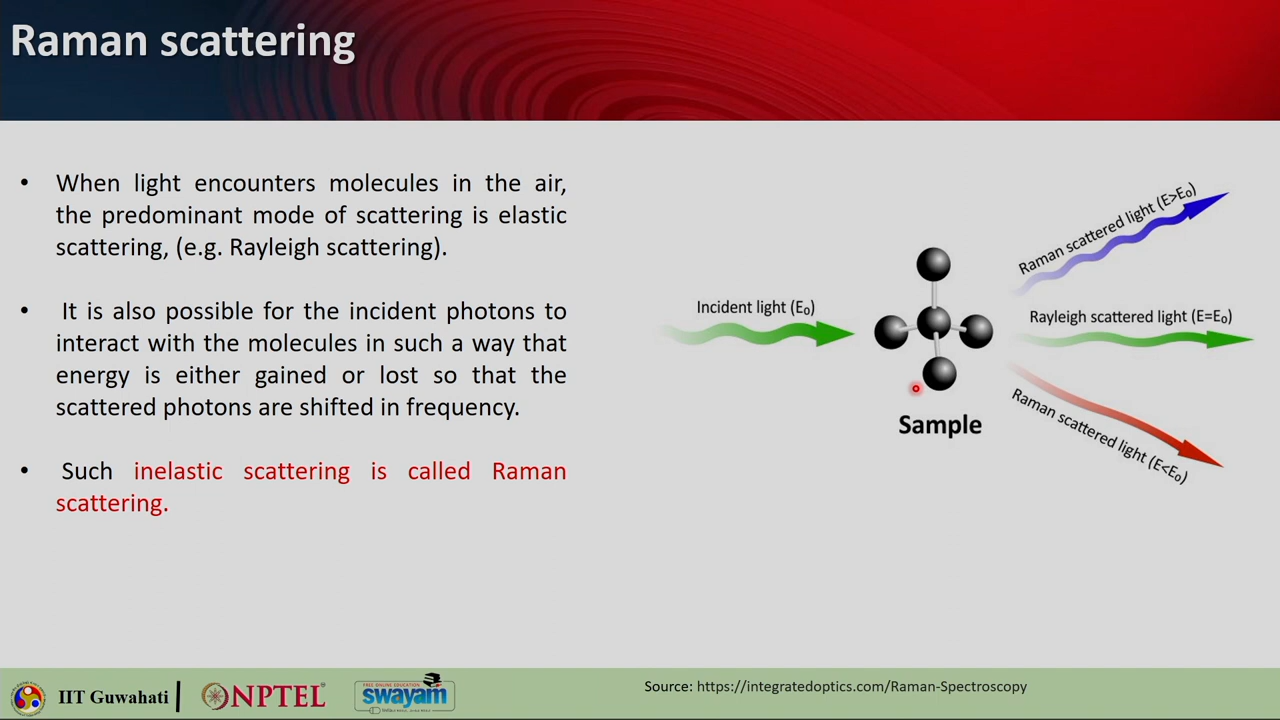 Raman scattering
• When light encounters molecules in the air,
the predominant mode of scattering is elastic
scattering, (e.g. Rayleigh scattering).
• It is also possible for the incident photons to
interact with the molecules in such a way that
energy is either gained or lost so that the
scattered photons are shifted in frequency.
• Such inelastic scattering is called Raman
scattering.
Incident light (E₀)
Sample
Raman scattered light (E>E₀)
Rayleigh scattered light (E=E₀)
Raman scattered light (E<E₀)
IIT Guwahati
NPTEL
FREE ONLINE EDUCATION
swayam
Source: https://integratedoptics.com/Raman-Spectroscopy